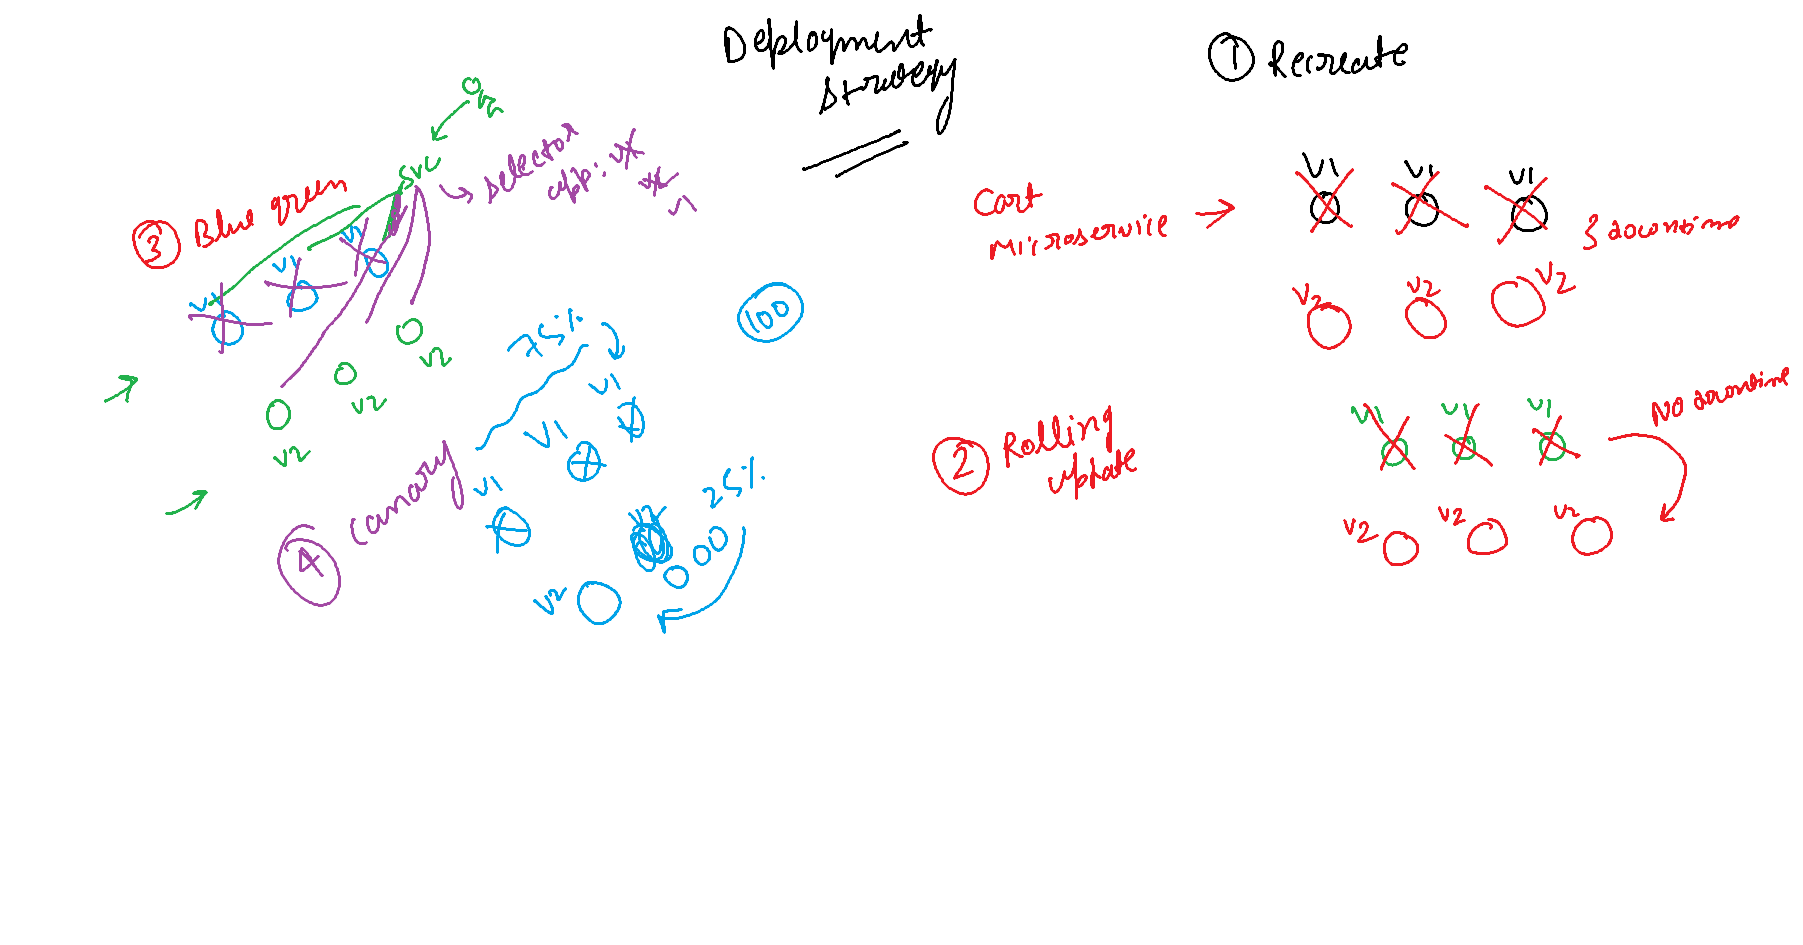 Deployment
strategy
① Recreate
V1 V1 V1
Cart
Microservice
} downtime
V2 V2 V2
② Rolling
update
V1 V1 V1
No downtime
V2 V2 V2
③ Blue green
svc
selector
app: v1
v2
v1
V1 V1 V1
V2 V2 V2
④ canary
75%
100
V1 V1 V1
25%
V2